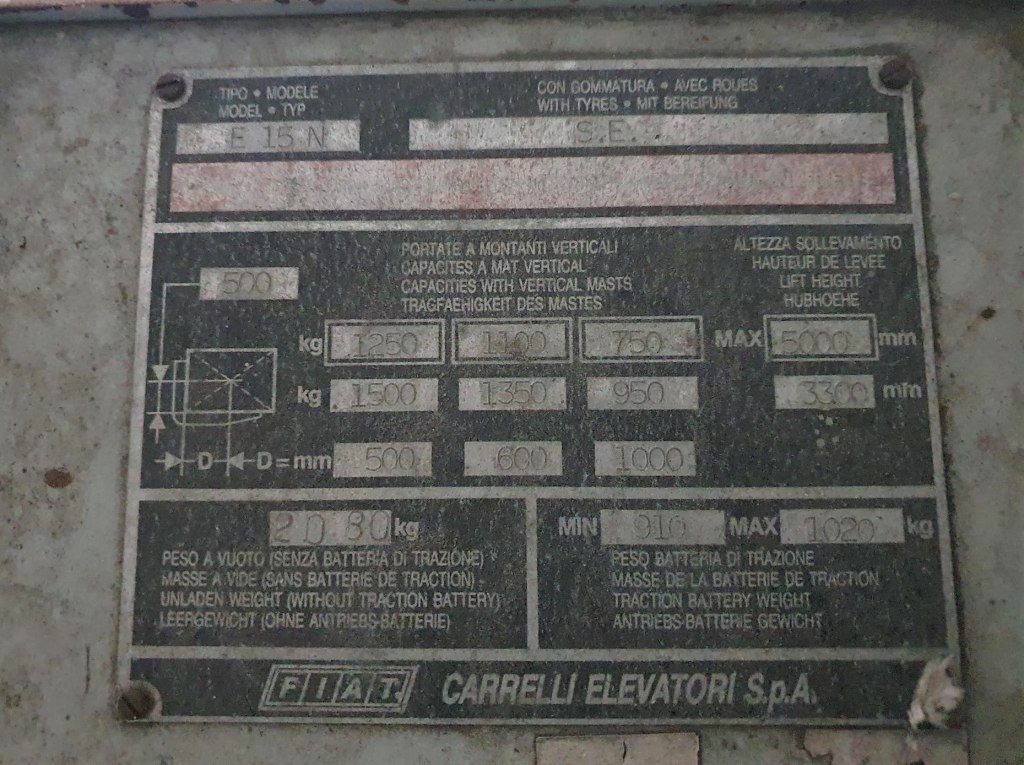 TIPO • MODELE
MODEL • TYP
CON GOMMATURA • AVEC ROUES
WITH TYRES • MIT BEREIFUNG
E 15 N
S.E.
PORTATE A MONTANTI VERTICALI
CAPACITES A MAT VERTICAL
CAPACITIES WITH VERTICAL MASTS
TRAGFAEHIGKEIT DES MASTES
ALTEZZA SOLLEVAMENTO
HAUTEUR DE LEVEE
LIFT HEIGHT
HUBHOEHE
500
kg 1250 1100 750 MAX 5000 mm
kg 1500 1350 950 3300 mm
D D = mm 500 600 1000
2080 kg
PESO A VUOTO (SENZA BATTERIA DI TRAZIONE)
MASSE A VIDE (SANS BATTERIE DE TRACTION)
UNLADEN WEIGHT (WITHOUT TRACTION BATTERY)
LEERGEWICHT (OHNE ANTRIEBS-BATTERIE)
MIN 910 MAX 1020 kg
PESO BATTERIA DI TRAZIONE
MASSE DE LA BATTERIE DE TRACTION
TRACTION BATTERY WEIGHT
ANTRIEBS-BATTERIE GEWICHT
FIAT CARRELLI ELEVATORI S.p.A.